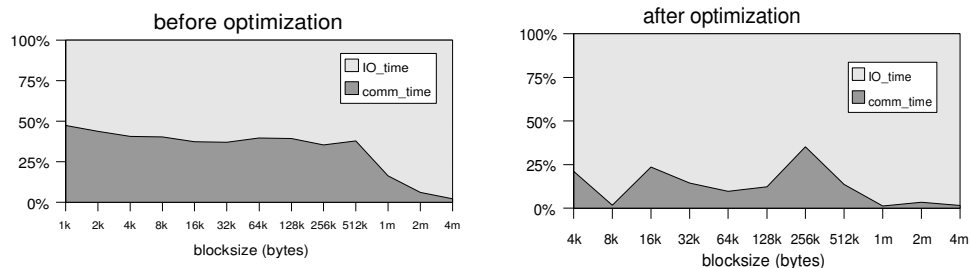 before optimization
100%
75%
50%
25%
0%
IO_time
comm_time
1k 2k 4k 8k 16k 32k 64k 128k 256k 512k 1m 2m 4m
blocksize (bytes)
after optimization
100%
75%
50%
25%
0%
IO_time
comm_time
4k 8k 16k 32k 64k 128k 256k 512k 1m 2m 4m
blocksize (bytes)